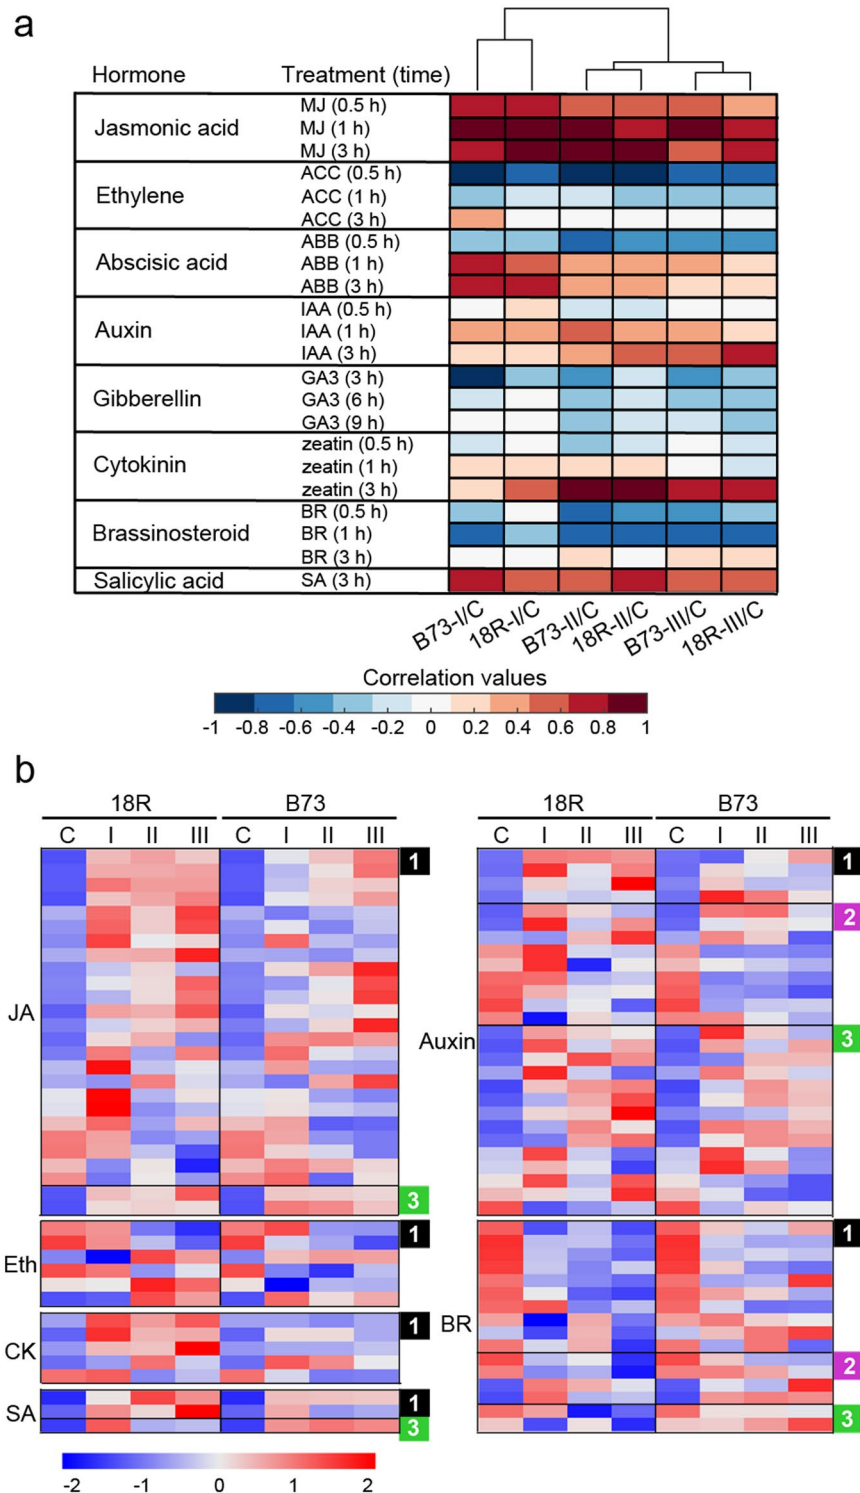 a
Hormone Treatment (time)
Jasmonic acid
MJ (0.5 h)
MJ (1 h)
MJ (3 h)
Ethylene
ACC (0.5 h)
ACC (1 h)
ACC (3 h)
Abscisic acid
ABB (0.5 h)
ABB (1 h)
ABB (3 h)
Auxin
IAA (0.5 h)
IAA (1 h)
IAA (3 h)
Gibberellin
GA3 (3 h)
GA3 (6 h)
GA3 (9 h)
Cytokinin
zeatin (0.5 h)
zeatin (1 h)
zeatin (3 h)
Brassinosteroid
BR (0.5 h)
BR (1 h)
BR (3 h)
Salicylic acid
SA (3 h)
B73-I/C 18R-I/C B73-II/C 18R-II/C B73-III/C 18R-III/C
Correlation values
-1 -0.8 -0.6 -0.4 -0.2 0 0.2 0.4 0.6 0.8 1
b
18R B73
C I II III C I II III
JA
1
3
Eth
1
CK
1
SA
1
3
-2 -1 0 1 2
18R B73
C I II III C I II III
Auxin
1
2
3
BR
1
2
3